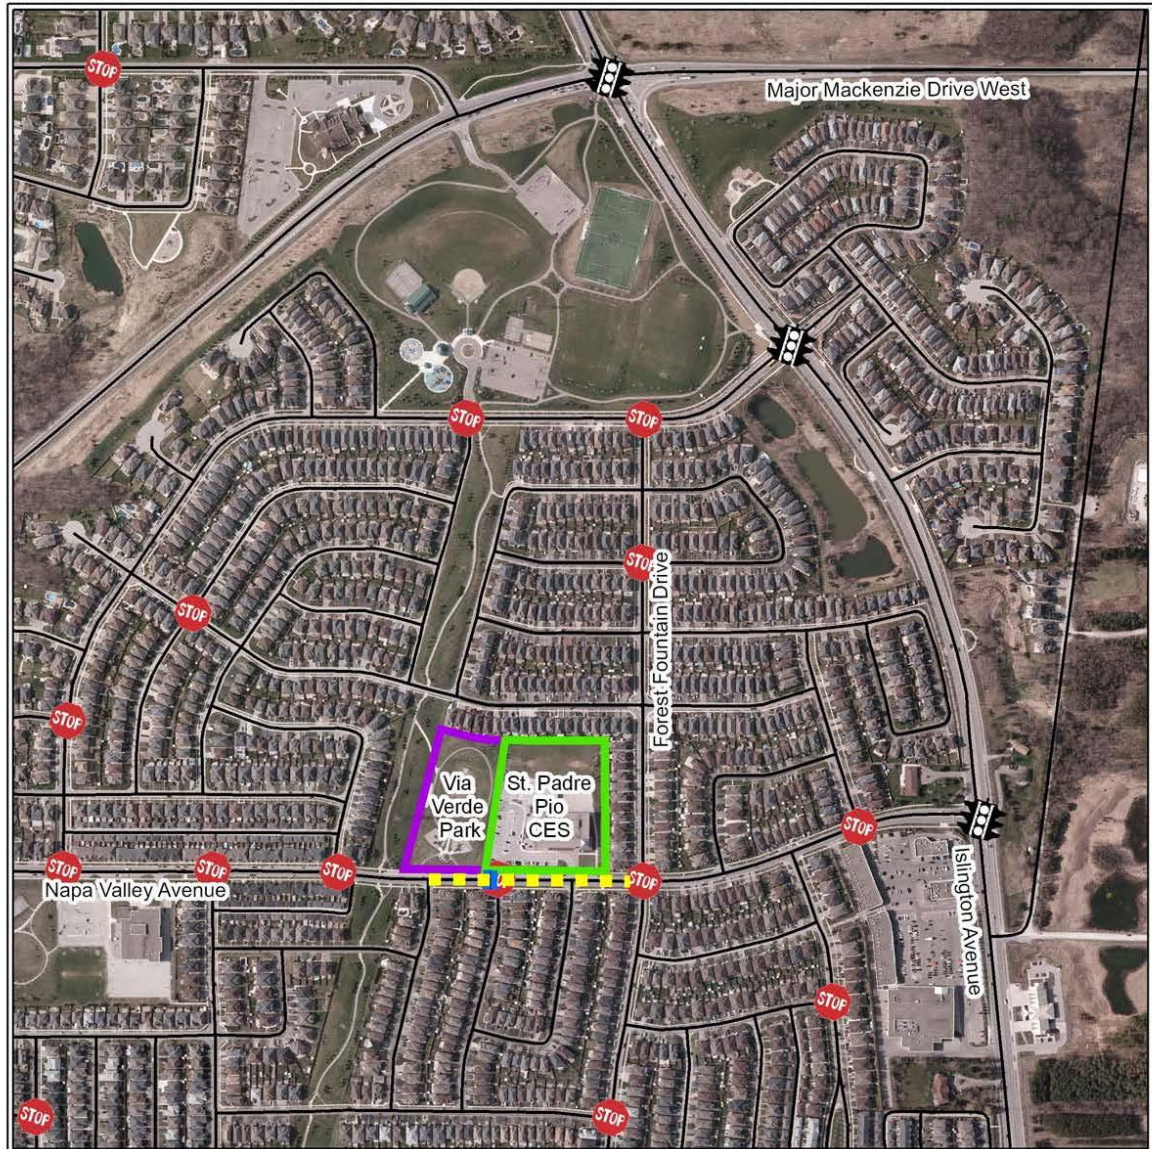 STOP
Major Mackenzie Drive West
STOP
STOP
STOP
Forest Fountain Drive
STOP
STOP
Via
Verde
Park
St. Padre
Pio
CES
STOP
STOP
STOP
STOP
STOP
Napa Valley Avenue
Islington Avenue
STOP
STOP
STOP